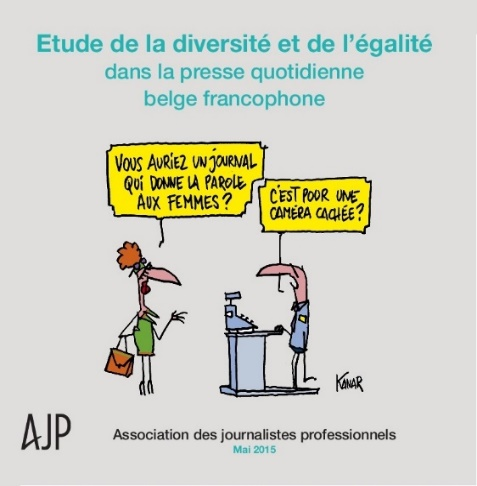 Etude de la diversité et de l'égalité
dans la presse quotidienne
belge francophone
VOUS AURIEZ UN JOURNAL
QUI DONNE LA PAROLE
AUX FEMMES ?
C'EST POUR UNE
CAMÉRA CACHÉE ?
KANAR
AJP
Association des journalistes professionnels
Mai 2015